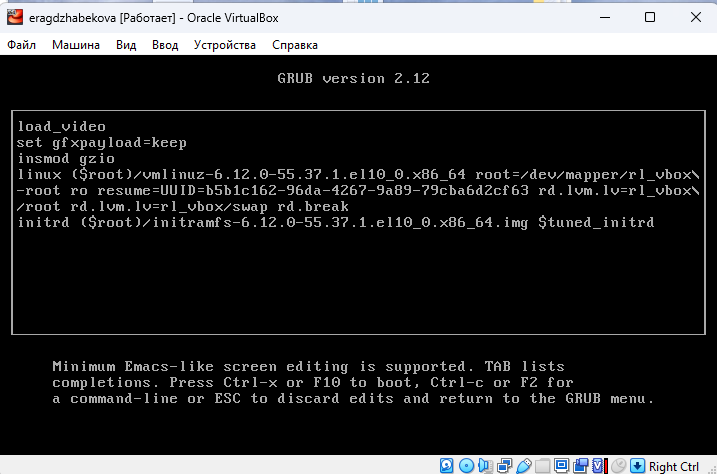 eragdzhabekova [Работает] - Oracle VirtualBox
Файл Машина Вид Ввод Устройства Справка
GRUB version 2.12
load_video
set gfxpayload=keep
insmod gzio
linux ($root)/vmlinuz-6.12.0-55.37.1.el10_0.x86_64 root=/dev/mapper/rl_vbox\
-root ro resume=UUID=b5b1c162-96da-4267-9a89-79cba6d2cf63 rd.lvm.lv=rl_vbox\
/root rd.lvm.lv=rl_vbox/swap rd.break
initrd ($root)/initramfs-6.12.0-55.37.1.el10_0.x86_64.img $tuned_initrd
Minimum Emacs-like screen editing is supported. TAB lists
completions. Press Ctrl-x or F10 to boot, Ctrl-c or F2 for
a command-line or ESC to discard edits and return to the GRUB menu.
Right Ctrl